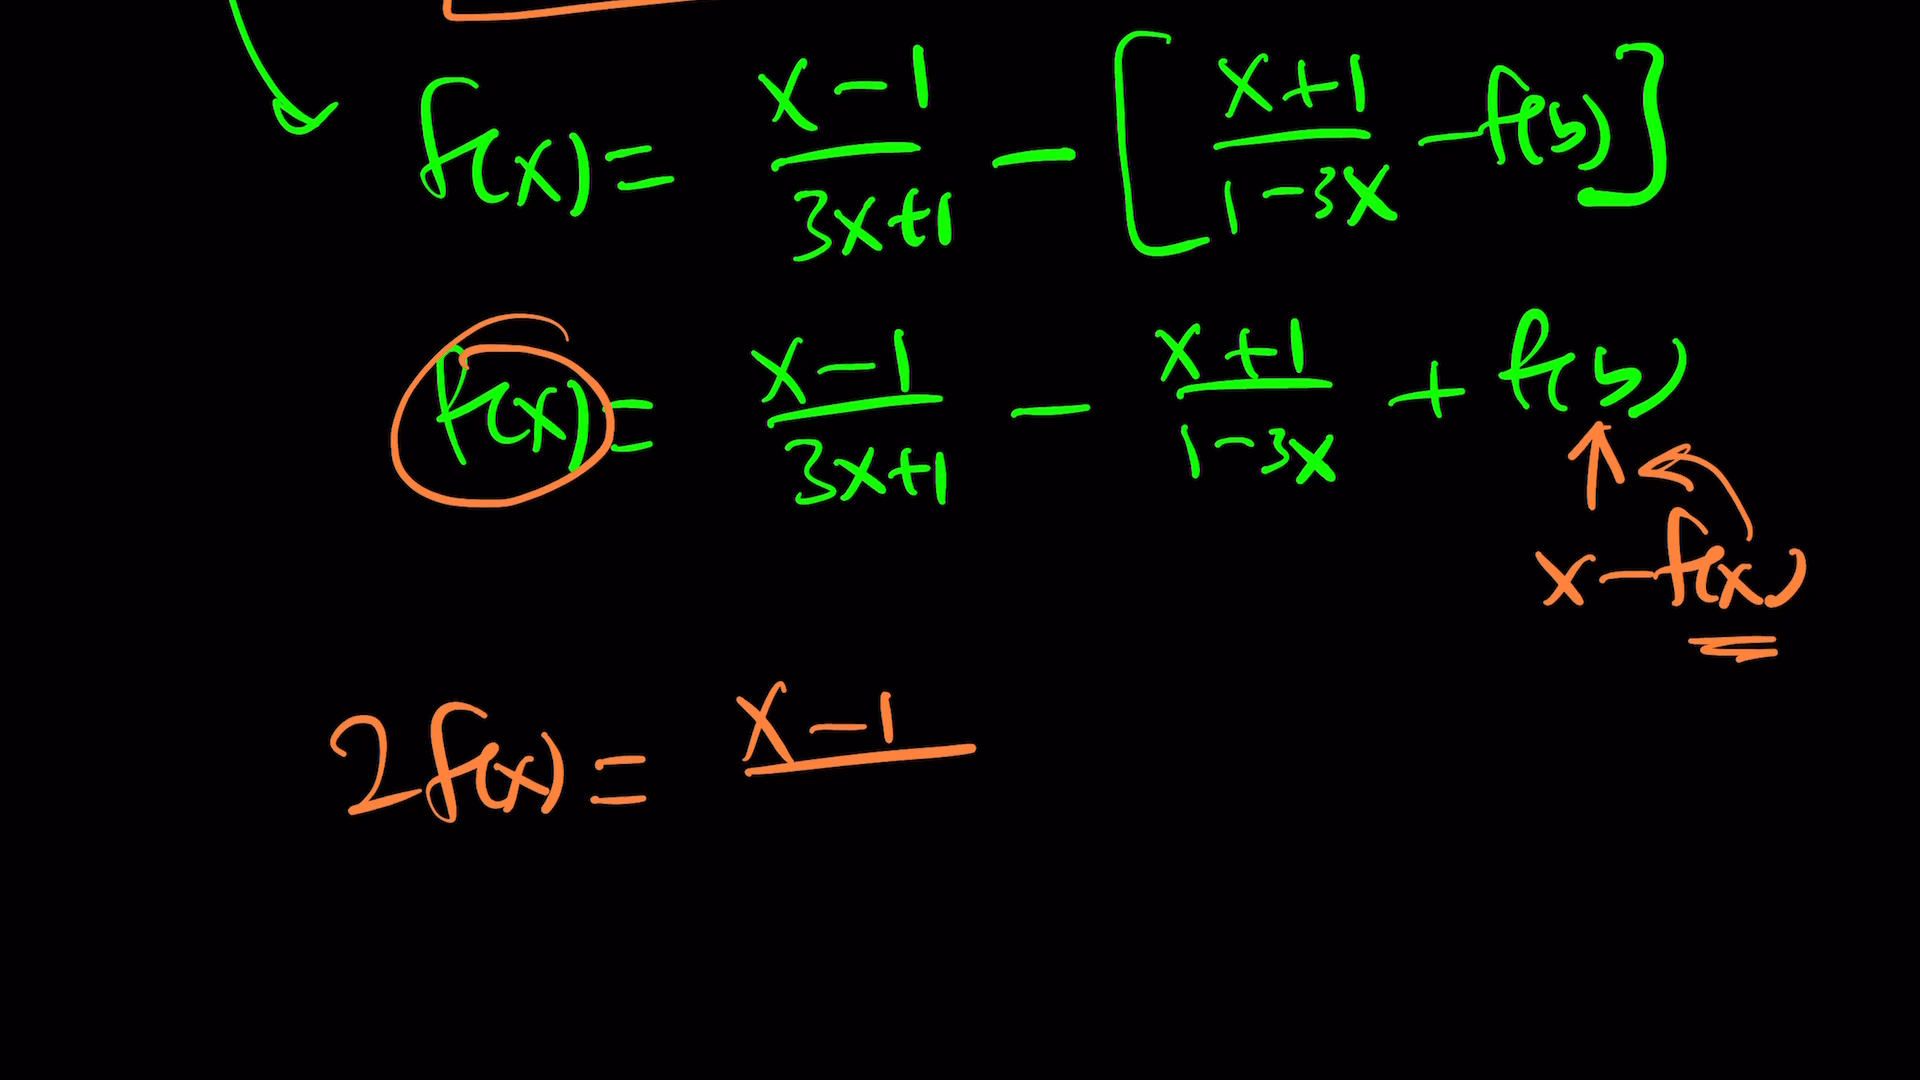 f(x) = (x-1)/(3x+1) - [(x+1)/(1-3x) - f(b)]
f(x) = (x-1)/(3x+1) - (x+1)/(1-3x) + f(b)
x - f(x)
2f(x) = x-1